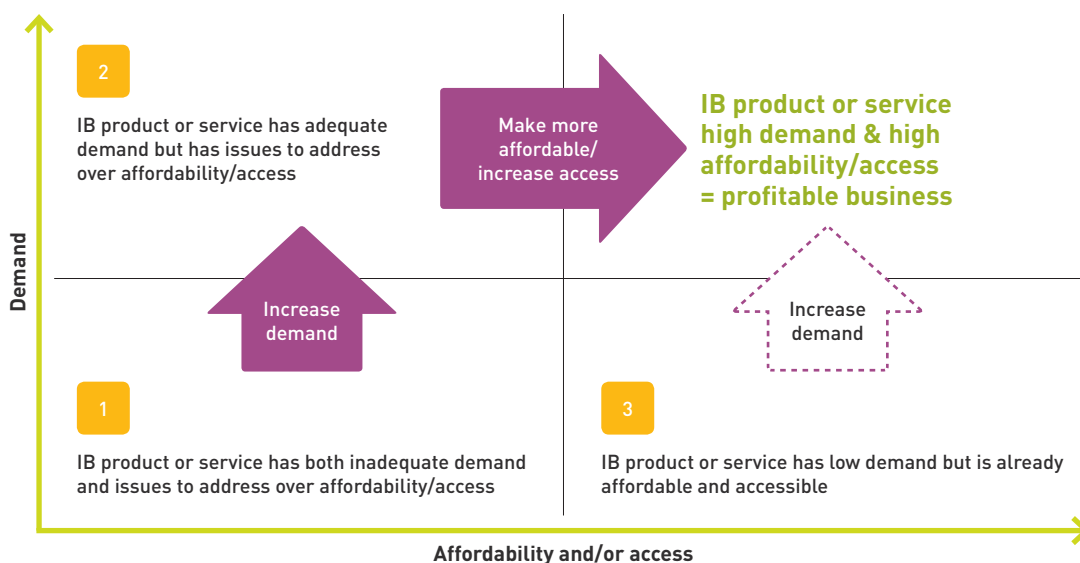 2
IB product or service has adequate
demand but has issues to address
over affordability/access
Make more
affordable/
increase access
IB product or service
high demand & high
affordability/access
= profitable business
Demand
Increase
demand
Increase
demand
1
IB product or service has both inadequate demand
and issues to address over affordability/access
3
IB product or service has low demand but is already
affordable and accessible
Affordability and/or access